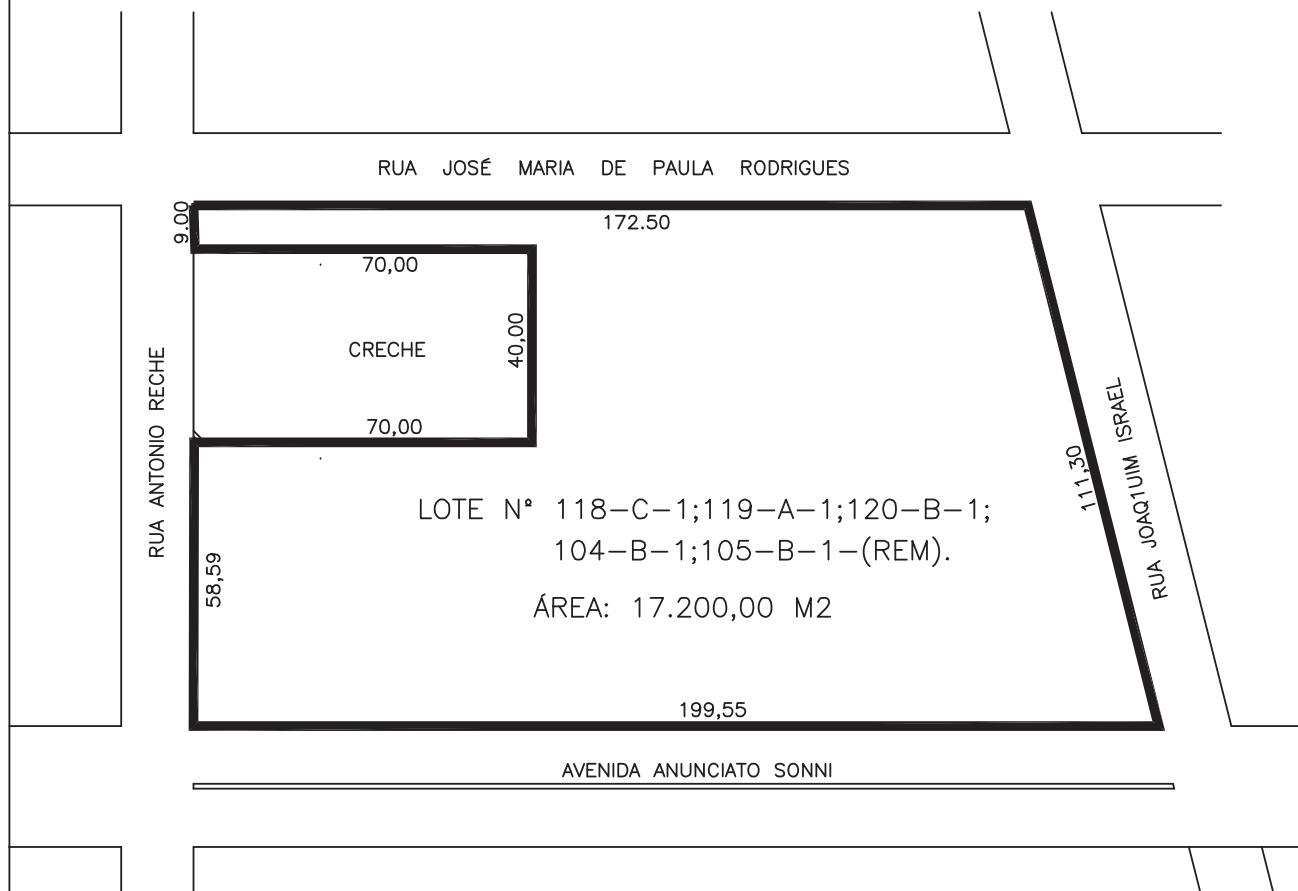 RUA JOSÉ MARIA DE PAULA RODRIGUES
9.00
172.50
70,00
40,00
CRECHE
RUA ANTONIO RECHE
70,00
RUA JOAQ1UIM ISRAEL
111,30
LOTE Nº 118-C-1;119-A-1;120-B-1;
104-B-1;105-B-1-(REM).
58,59
ÁREA: 17.200,00 M2
199,55
AVENIDA ANUNCIATO SONNI